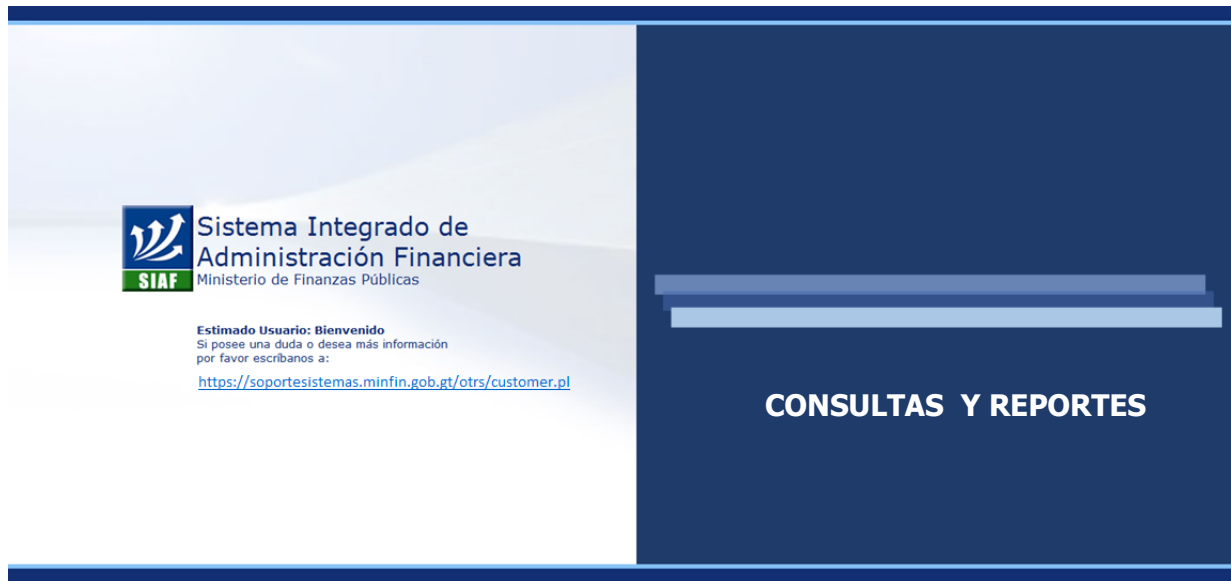 Sistema Integrado de
Administración Financiera
SIAF Ministerio de Finanzas Públicas
Estimado Usuario: Bienvenido
Si posee una duda o desea más información
por favor escríbanos a:
https://soportesistemas.minfin.gob.gt/otrs/customer.pl
CONSULTAS Y REPORTES